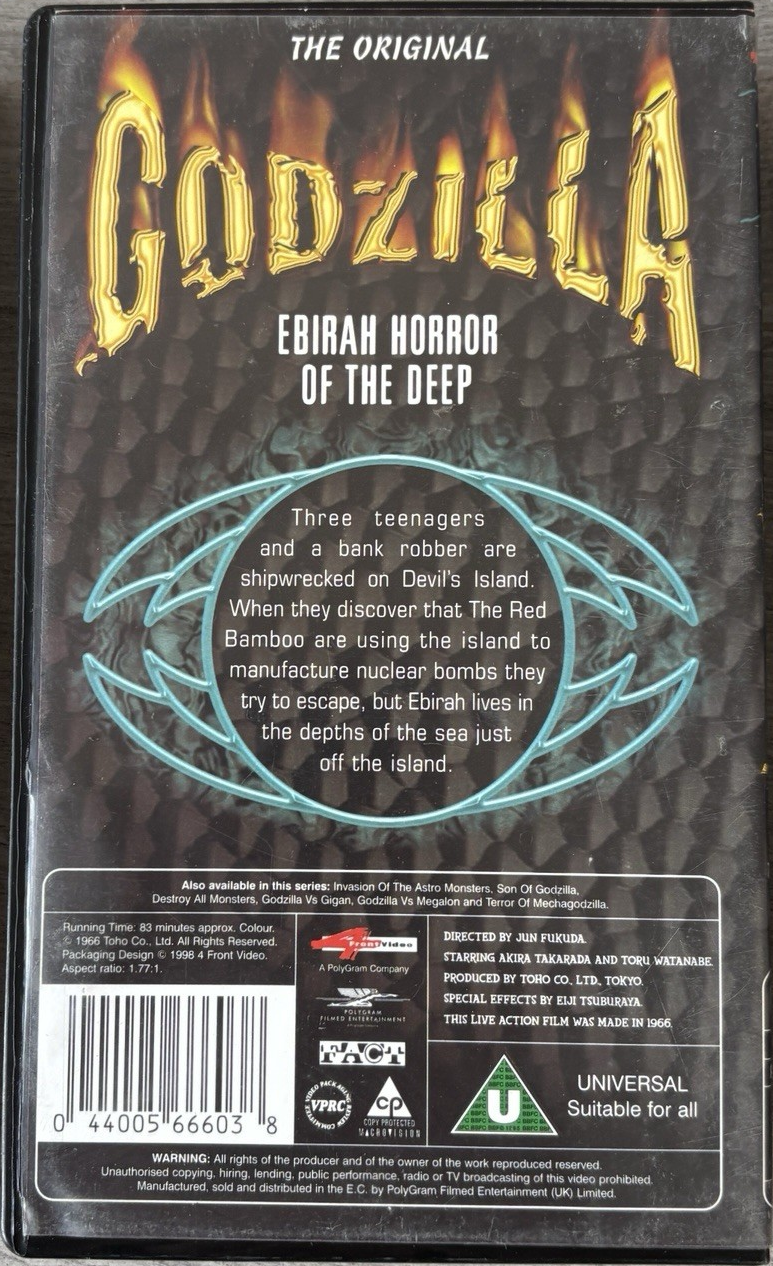 THE ORIGINAL
GODZILLA
EBIRAH HORROR
OF THE DEEP
Three teenagers
and a bank robber are
shipwrecked on Devil's Island.
When they discover that The Red
Bamboo are using the island to
manufacture nuclear bombs they
try to escape, but Ebirah lives in
the depths of the sea just
off the island.
Also available in this series: Invasion Of The Astro Monsters, Son Of Godzilla,
Destroy All Monsters, Godzilla Vs Gigan, Godzilla Vs Megalon and Terror Of Mechagodzilla.
Running Time: 83 minutes approx. Colour.
© 1966 Toho Co., Ltd. All Rights Reserved.
Packaging Design © 1998 4 Front Video.
Aspect ratio: 1.77:1.
0 44005 66603 8
4 Front Video
A PolyGram Company
POLYGRAM
FILMED ENTERTAINMENT
FACT
VIDEO PACKAGING REVIEW COMMITTEE
VPRC
CP
COPY PROTECTED
MACROVISION
DIRECTED BY JUN FUKUDA.
STARRING AKIRA TAKARADA AND TORU WATANABE.
PRODUCED BY TOHO CO., LTD., TOKYO.
SPECIAL EFFECTS BY EIJI TSUBURAYA.
THIS LIVE ACTION FILM WAS MADE IN 1966.
U
UNIVERSAL
Suitable for all
WARNING: All rights of the producer and of the owner of the work reproduced reserved.
Unauthorised copying, hiring, lending, public performance, radio or TV broadcasting of this video prohibited.
Manufactured, sold and distributed in the E.C. by PolyGram Filmed Entertainment (UK) Limited.